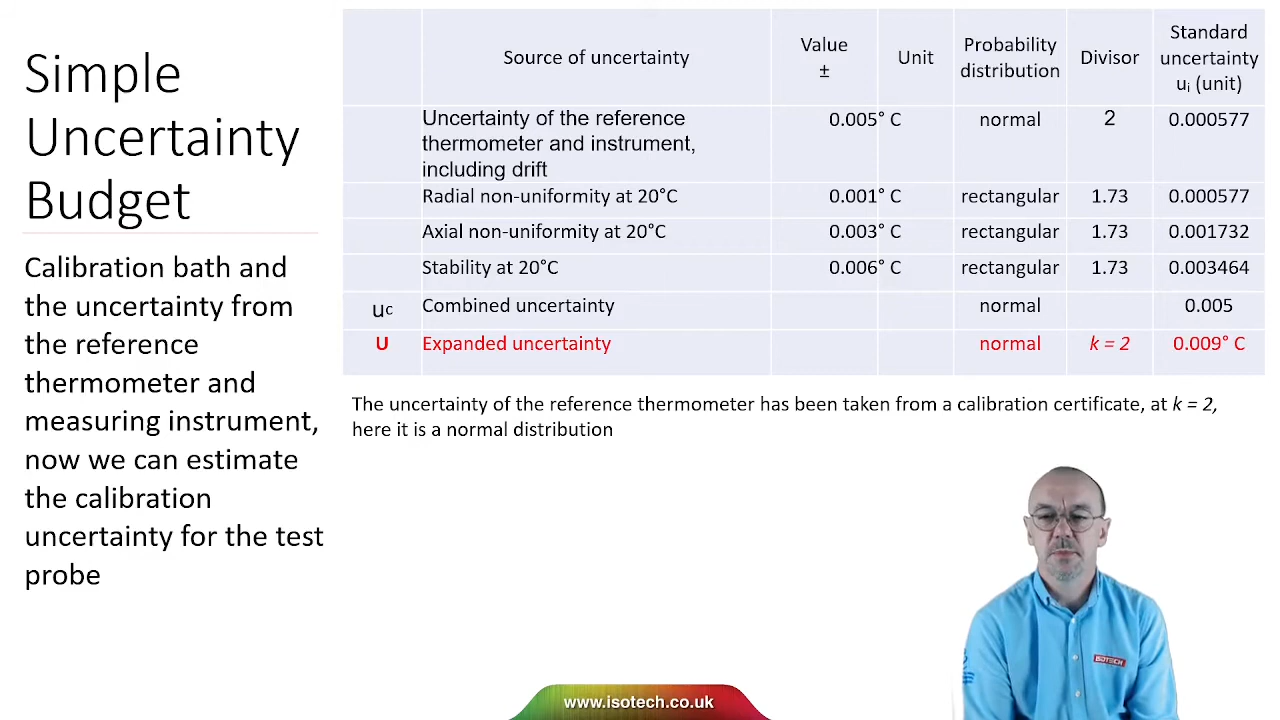 Simple
Uncertainty
Budget
Calibration bath and
the uncertainty from
the reference
thermometer and
measuring instrument,
now we can estimate
the calibration
uncertainty for the test
probe
Source of uncertainty Value ± Unit Probability distribution Divisor Standard uncertainty uᵢ (unit)
Uncertainty of the reference thermometer and instrument, including drift 0.005° C normal 2 0.000577
Radial non-uniformity at 20°C 0.001° C rectangular 1.73 0.000577
Axial non-uniformity at 20°C 0.003° C rectangular 1.73 0.001732
Stability at 20°C 0.006° C rectangular 1.73 0.003464
uc Combined uncertainty normal 0.005
U Expanded uncertainty normal k = 2 0.009° C
The uncertainty of the reference thermometer has been taken from a calibration certificate, at k = 2,
here it is a normal distribution
ISOTECH
www.isotech.co.uk